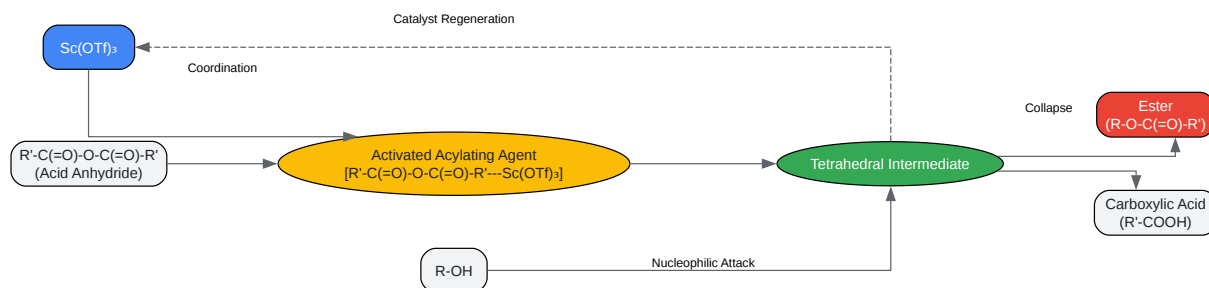 Catalyst Regeneration
Sc(OTf)₃
Coordination
R'-C(=O)-O-C(=O)-R'
(Acid Anhydride)
Activated Acylating Agent
[R'-C(=O)-O-C(=O)-R'---Sc(OTf)₃]
Tetrahedral Intermediate
Collapse
Ester
(R-O-C(=O)-R')
Carboxylic Acid
(R'-COOH)
R-OH
Nucleophilic Attack